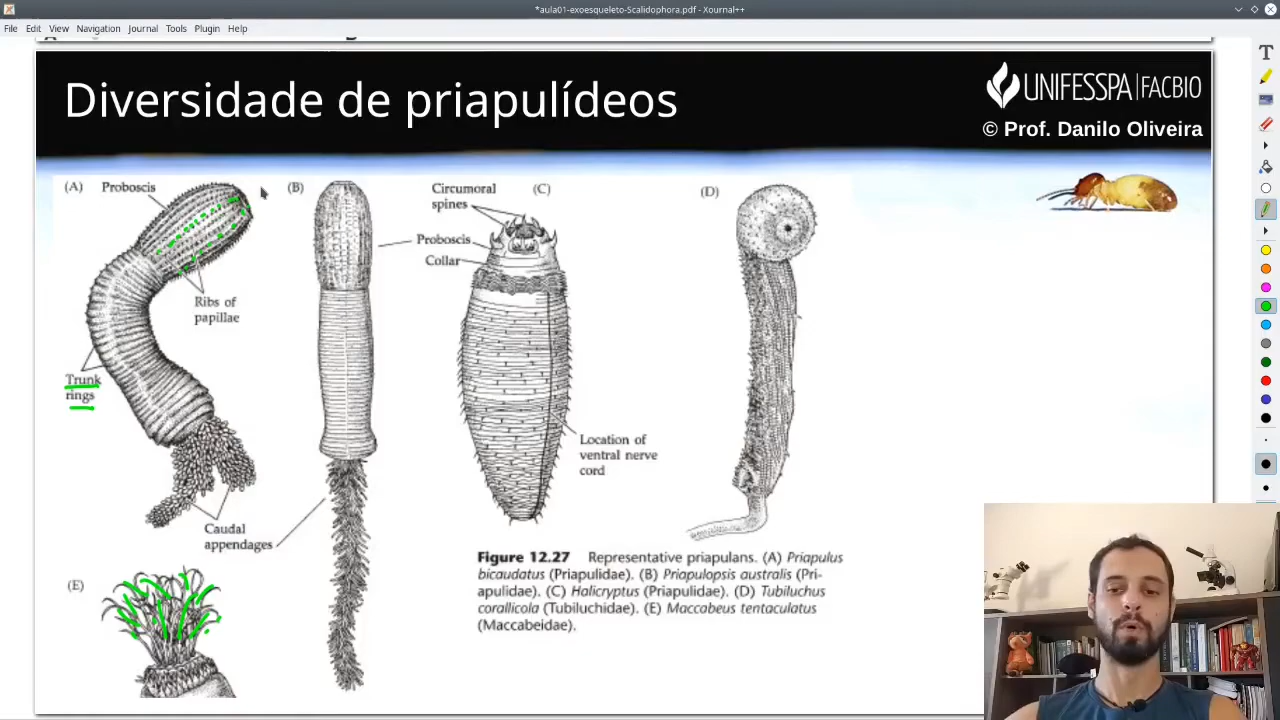 *aula01-exoesqueleto-Scalidophora.pdf - Xournal++
File Edit View Navigation Journal Tools Plugin Help
Diversidade de priapulídeos
UNIFESSPA|FACBIO
© Prof. Danilo Oliveira
(A) Proboscis
(B)
Circumoral
spines
(C)
(D)
Proboscis
Collar
Ribs of
papillae
Trunk
rings
Location of
ventral nerve
cord
Caudal
appendages
(E)
Figure 12.27 Representative priapulans. (A) Priapulus
bicaudatus (Priapulidae). (B) Priapulopsis australis (Pri-
apulidae). (C) Halicryptus (Priapulidae). (D) Tubiluchus
corallicola (Tubiluchidae). (E) Maccabeus tentaculatus
(Maccabeidae).
T